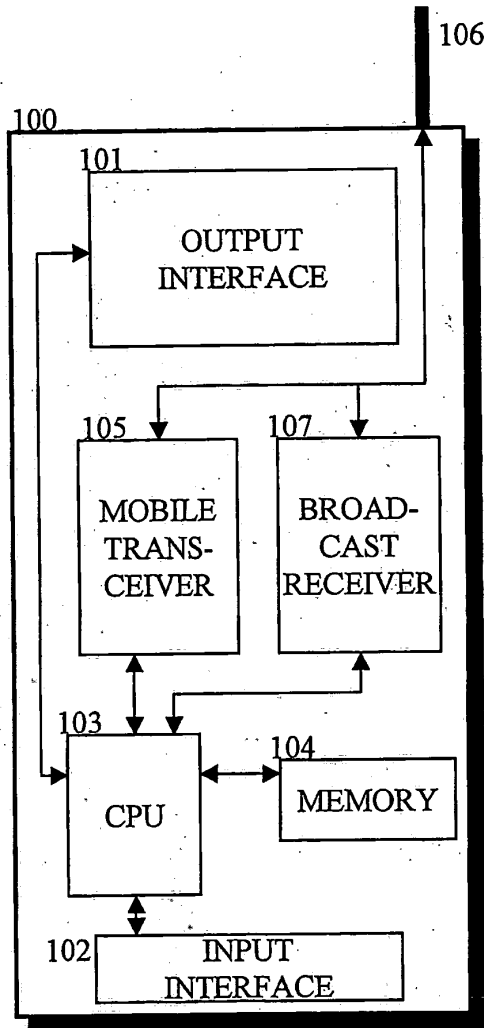 106
100
101
OUTPUT
INTERFACE
105
107
MOBILE
TRANS-
CEIVER
BROAD-
CAST
RECEIVER
103
104
CPU
MEMORY
102
INPUT
INTERFACE